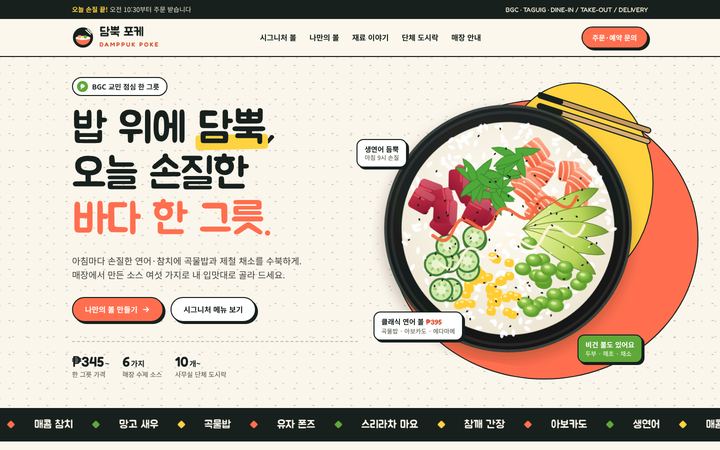 오늘 손질 끝! 오전 10:30부터 주문 받습니다
BGC · TAGUIG · DINE-IN / TAKE-OUT / DELIVERY
담뿍 포케
DAMPPUK POKE
시그니처 볼 나만의 볼 재료 이야기 단체 도시락 매장 안내
주문·예약 문의
BGC 교민 점심 한 그릇
밥 위에 담뿍,
오늘 손질한
바다 한 그릇.
아침마다 손질한 연어·참치에 곡물밥과 제철 채소를 수북하게.
매장에서 만든 소스 여섯 가지로 내 입맛대로 골라 드세요.
나만의 볼 만들기 →
시그니처 메뉴 보기
₱345~
한 그릇 가격
6가지
매장 수제 소스
10개~
사무실 단체 도시락
생연어 듬뿍
아침 9시 손질
클래식 연어 볼 ₱395
곡물밥 · 아보카도 · 에다마메
비건 볼도 있어요
두부 · 해초 · 채소
매콤 참치 망고 새우 곡물밥 유자 폰즈 스리라차 마요 참깨 간장 아보카도 생연어 매콤